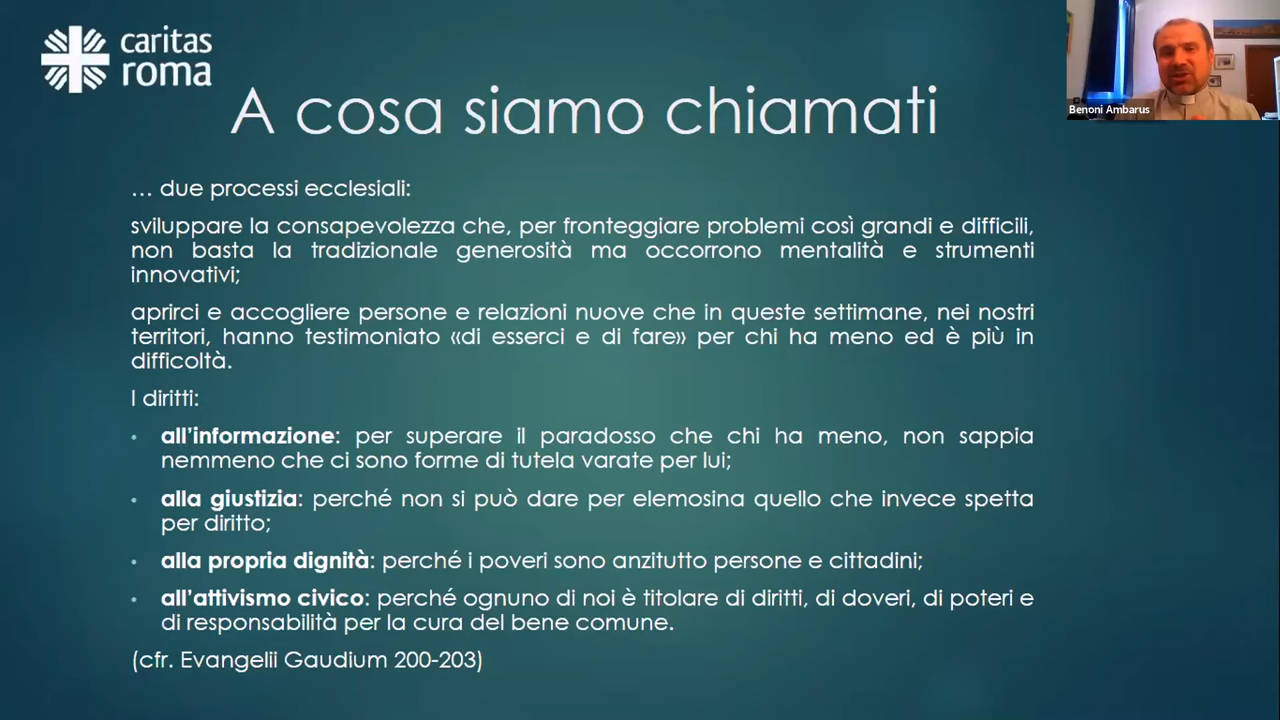 caritas
roma
Benoni Ambarus
A cosa siamo chiamati
… due processi ecclesiali:
sviluppare la consapevolezza che, per fronteggiare problemi così grandi e difficili,
non basta la tradizionale generosità ma occorrono mentalità e strumenti
innovativi;
aprirci e accogliere persone e relazioni nuove che in queste settimane, nei nostri
territori, hanno testimoniato «di esserci e di fare» per chi ha meno ed è più in
difficoltà.
I diritti:
• all’informazione: per superare il paradosso che chi ha meno, non sappia
nemmeno che ci sono forme di tutela varate per lui;
• alla giustizia: perché non si può dare per elemosina quello che invece spetta
per diritto;
• alla propria dignità: perché i poveri sono anzitutto persone e cittadini;
• all’attivismo civico: perché ognuno di noi è titolare di diritti, di doveri, di poteri e
di responsabilità per la cura del bene comune.
(cfr. Evangelii Gaudium 200-203)